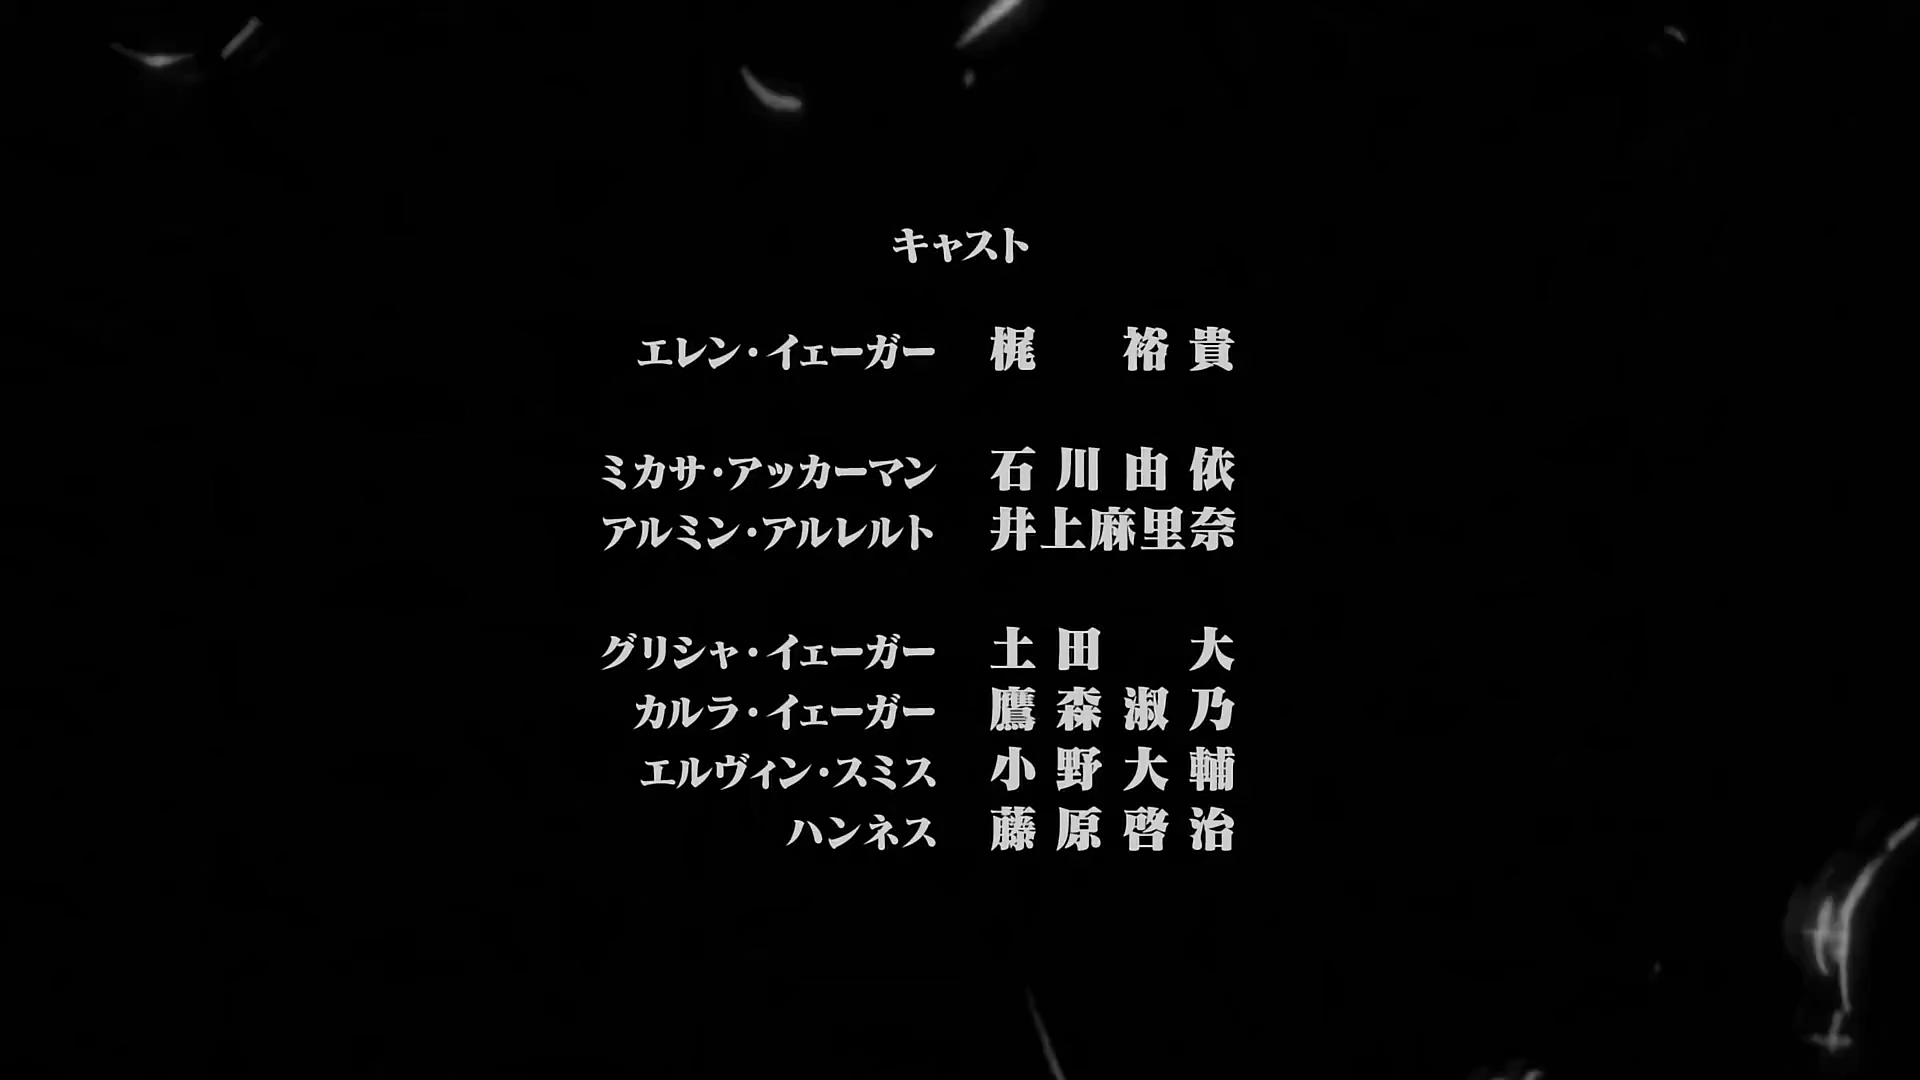 キャスト
エレン・イェーガー 梶 裕貴
ミカサ・アッカーマン 石川由依
アルミン・アルレルト 井上麻里奈
グリシャ・イェーガー 土田 大
カルラ・イェーガー 鷹森淑乃
エルヴィン・スミス 小野大輔
ハンネス 藤原啓治